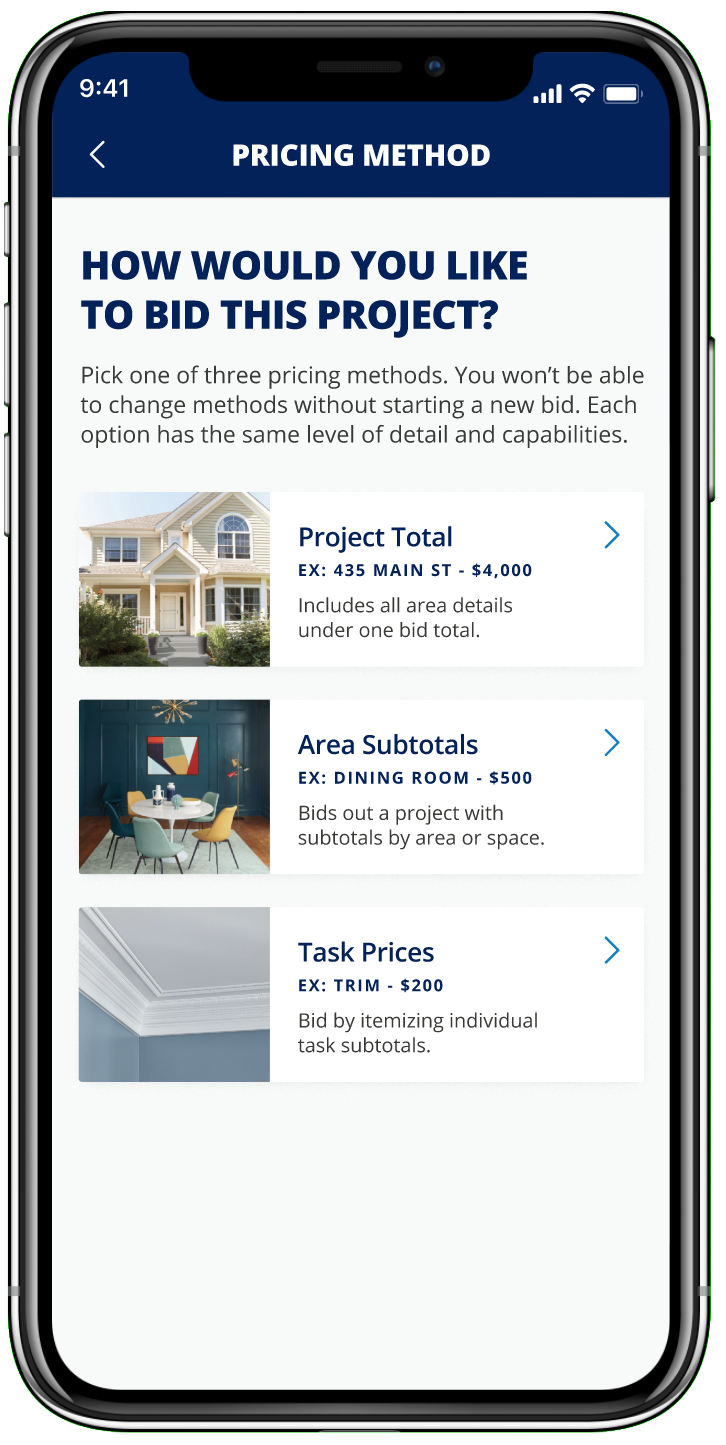 9:41
PRICING METHOD
HOW WOULD YOU LIKE
TO BID THIS PROJECT?
Pick one of three pricing methods. You won’t be able
to change methods without starting a new bid. Each
option has the same level of detail and capabilities.
Project Total
EX: 435 MAIN ST - $4,000
Includes all area details
under one bid total.
Area Subtotals
EX: DINING ROOM - $500
Bids out a project with
subtotals by area or space.
Task Prices
EX: TRIM - $200
Bid by itemizing individual
task subtotals.